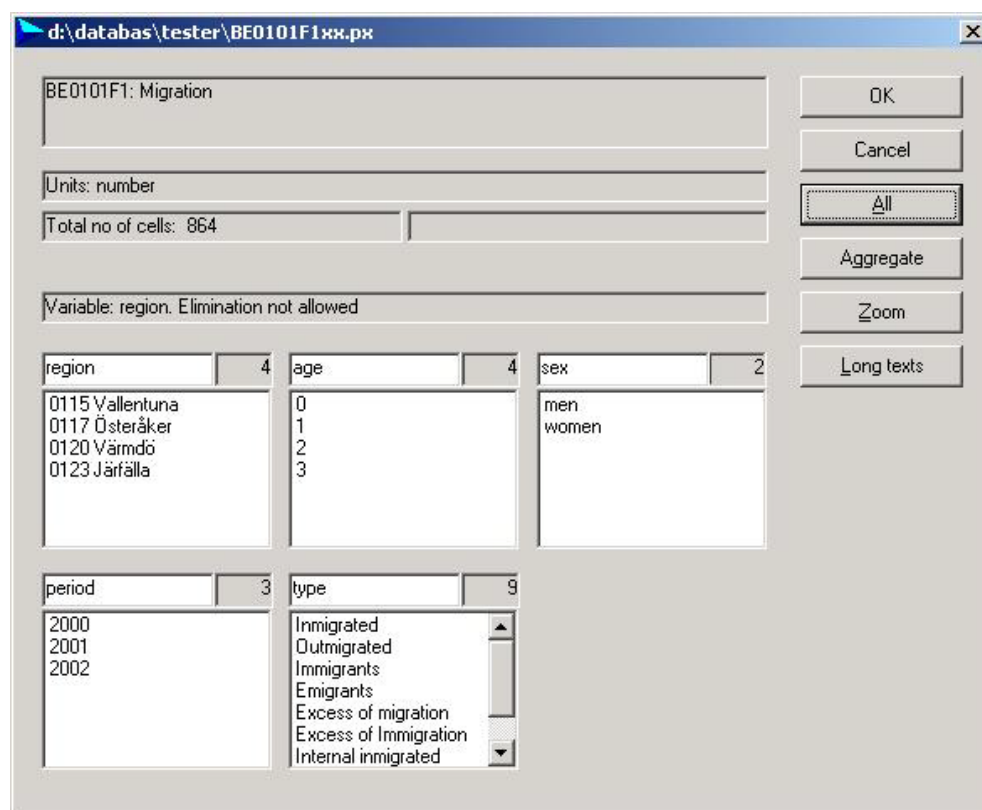 d:\databas\tester\BE0101F1xx.px
BE0101F1: Migration
OK
Cancel
Units: number
All
Total no of cells: 864
Aggregate
Variable: region. Elimination not allowed
Zoom
region 4 age 4 sex 2
Long texts
0115 Vallentuna
0117 Österåker
0120 Värmdö
0123 Järfälla
0
1
2
3
men
women
period 3 type 9
2000
2001
2002
Inmigrated
Outmigrated
Immigrants
Emigrants
Excess of migration
Excess of Immigration
Internal inmigrated